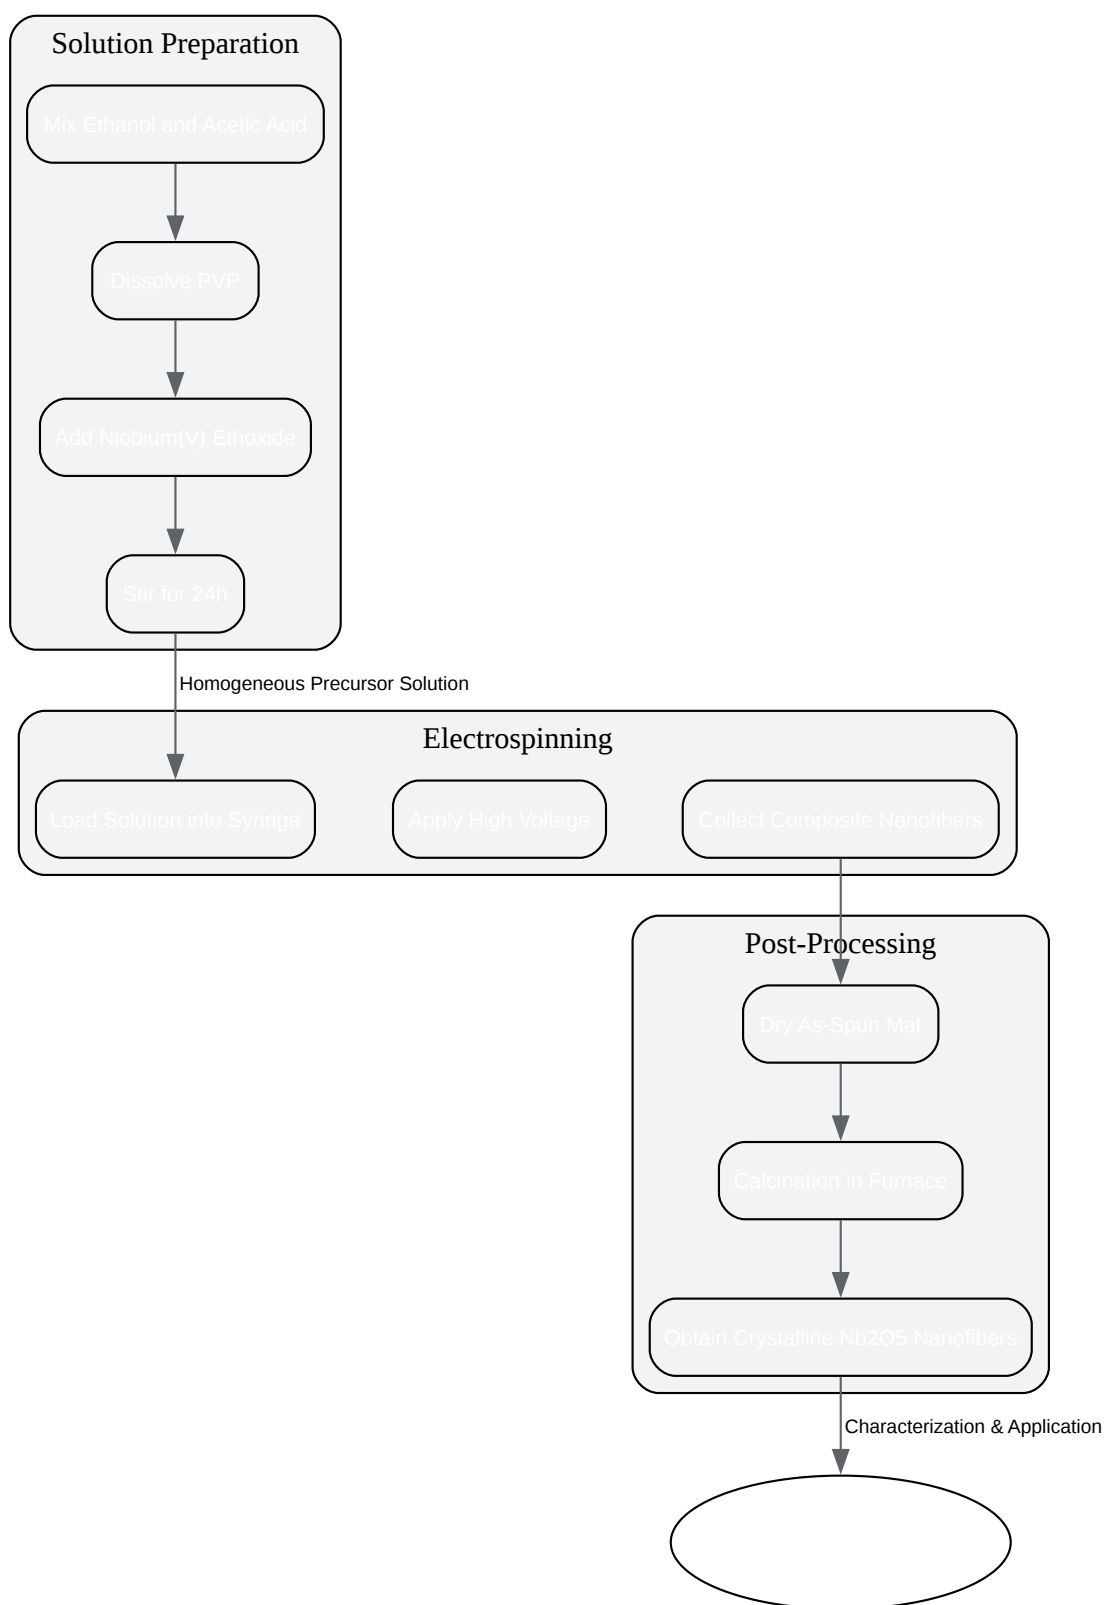 Solution Preparation
Mix Ethanol and Acetic Acid
Dissolve PVP
Add Niobium(V) Ethoxide
Stir for 24h
Homogeneous Precursor Solution
Electrospinning
Load Solution into Syringe
Apply High Voltage
Collect Composite Nanofibers
Post-Processing
Dry As-Spun Mat
Calcination in Furnace
Obtain Crystalline Nb2O5 Nanofibers
Characterization & Application